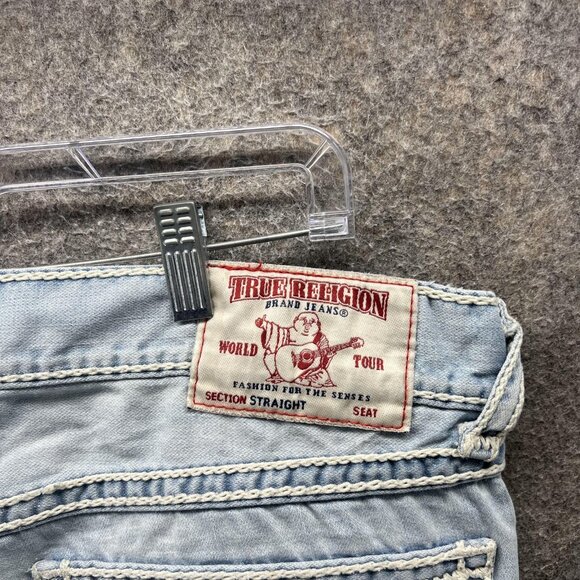 TRUE RELIGION
BRAND JEANS®
WORLD TOUR
FASHION FOR THE SENSES
SECTION STRAIGHT SEAT